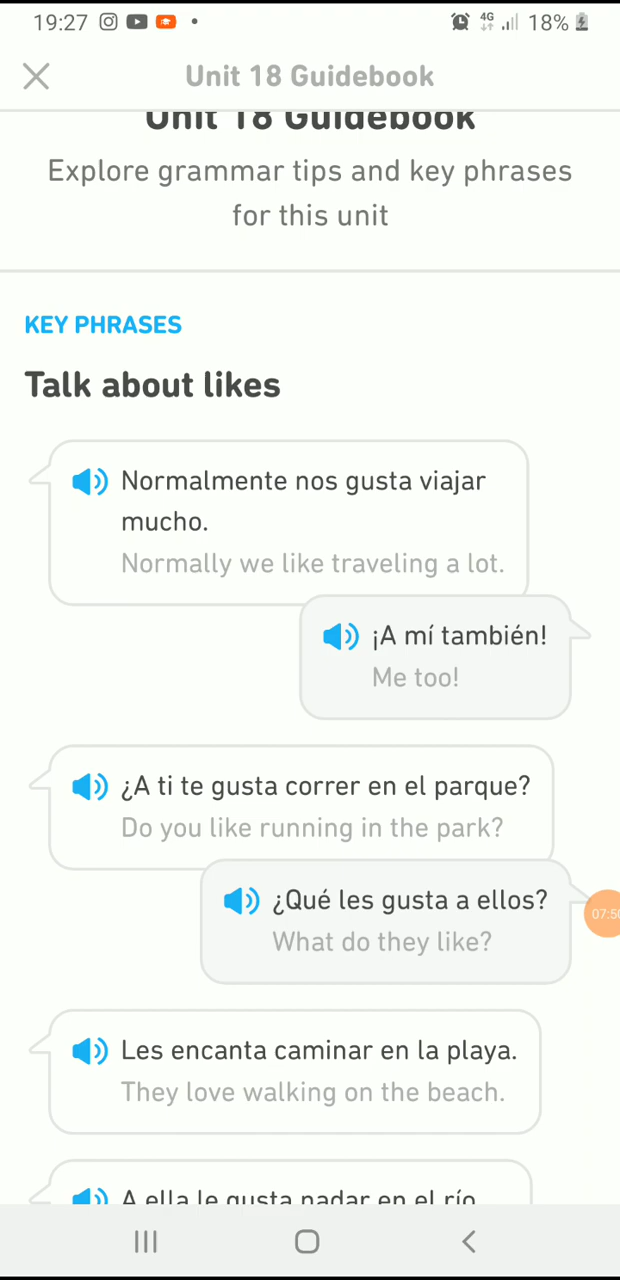 19:27
4G
18%
Unit 18 Guidebook
Unit 18 Guidebook
Explore grammar tips and key phrases
for this unit
KEY PHRASES
Talk about likes
Normalmente nos gusta viajar
mucho.
Normally we like traveling a lot.
¡A mí también!
Me too!
¿A ti te gusta correr en el parque?
Do you like running in the park?
¿Qué les gusta a ellos?
What do they like?
Les encanta caminar en la playa.
They love walking on the beach.
A ella le gusta nadar en el río